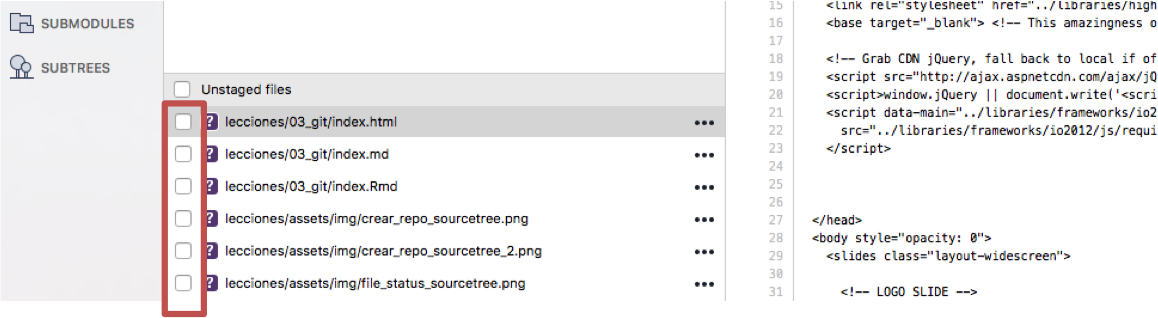 SUBMODULES
SUBTREES
Unstaged files
? lecciones/03_git/index.html •••
? lecciones/03_git/index.md •••
? lecciones/03_git/index.Rmd •••
? lecciones/assets/img/crear_repo_sourcetree.png •••
? lecciones/assets/img/crear_repo_sourcetree_2.png •••
? lecciones/assets/img/file_status_sourcetree.png •••
15 <link rel="stylesheet" href="../libraries/high
16 <base target="_blank"> <!-- This amazingness o
17
18 <!-- Grab CDN jQuery, fall back to local if of
19 <script src="http://ajax.aspnetcdn.com/ajax/jQ
20 <script>window.jQuery || document.write('<scri
21 <script data-main="../libraries/frameworks/io2
22 src="../libraries/frameworks/io2012/js/requi
23 </script>
24
25
26
27 </head>
28 <body style="opacity: 0">
29 <slides class="layout-widescreen">
30
31 <!-- LOGO SLIDE -->